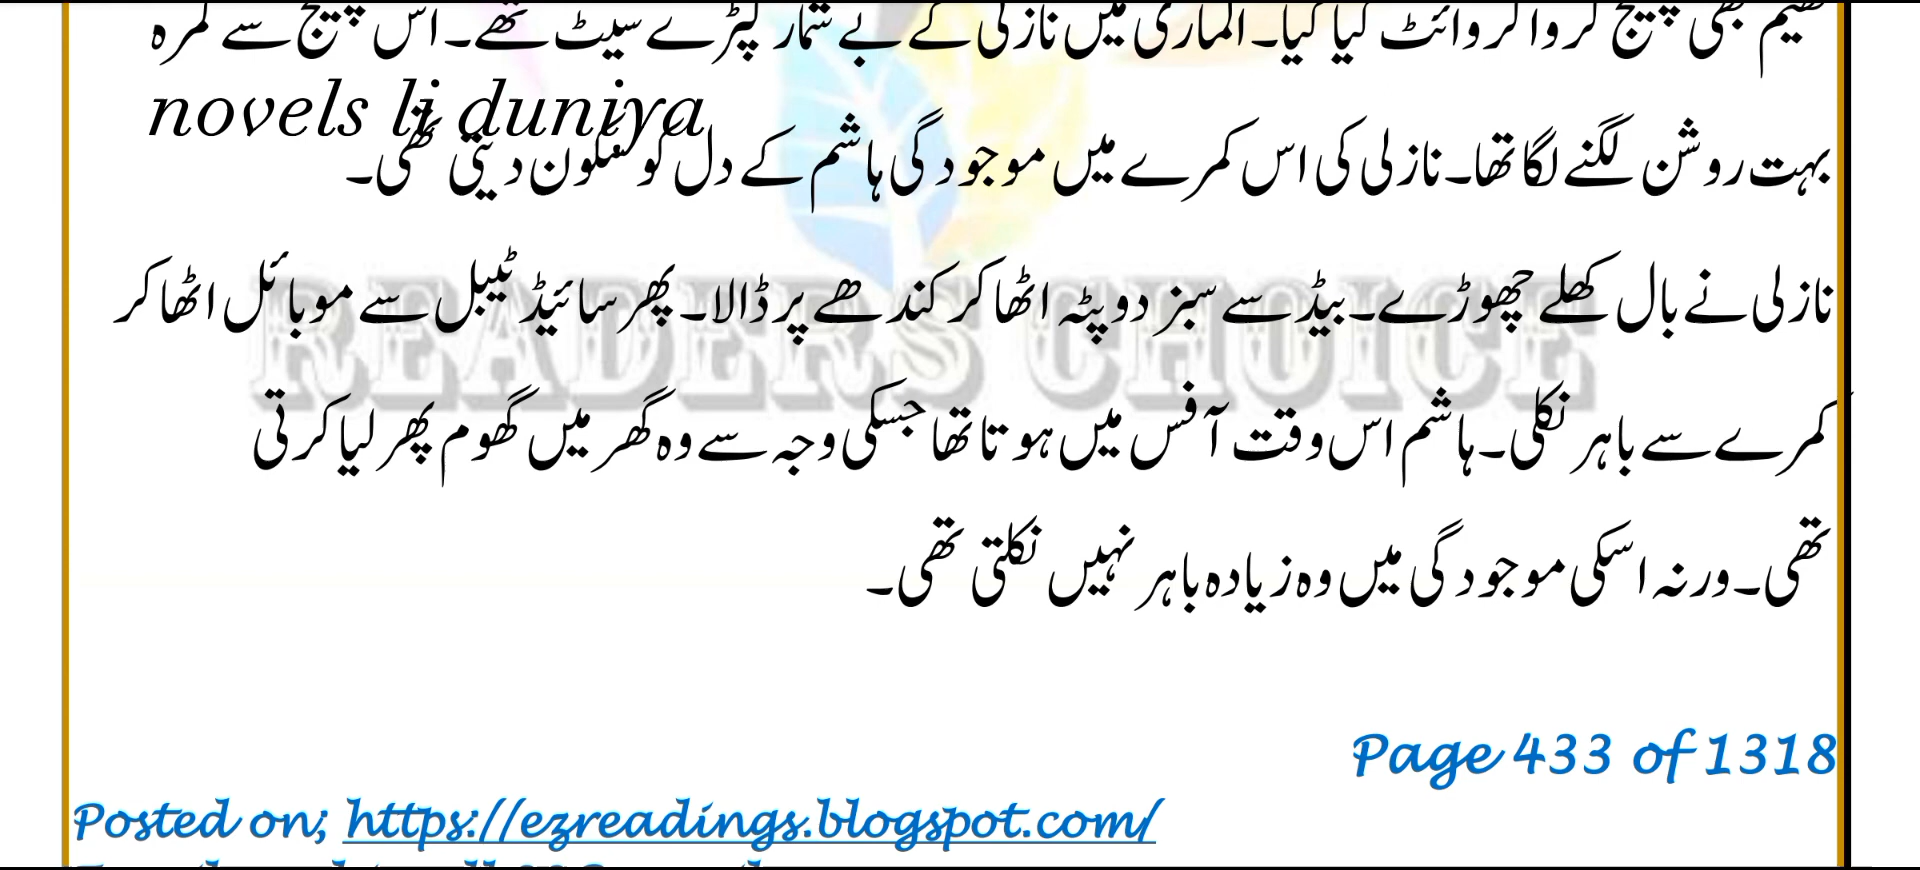 تھیم بھی چینج کروا کر وائٹ کیا گیا۔ الماری میں نازلی کے بے شمار کپڑے سیٹ تھے۔ اس چینج سے کمرہ
novels ki duniya
بہت روشن لگنے لگا تھا۔ نازلی کی اس کمرے میں موجودگی ہاشم کے دل کو سکون دیتی تھی۔
نازلی نے بال کھلے چھوڑے۔ بیڈ سے سبز دوپٹہ اٹھا کر کندھے پر ڈالا۔ پھر سائیڈ ٹیبل سے موبائل اٹھا کر
READERS CHOICE
کمرے سے باہر نکلی۔ ہاشم اس وقت آفس میں ہوتا تھا جسکی وجہ سے وہ گھر میں گھوم پھر لیا کرتی
تھی۔ ورنہ اسکی موجودگی میں وہ زیادہ باہر نہیں نکلتی تھی۔
Page 433 of 1318
Posted on; https://ezreadings.blogspot.com/